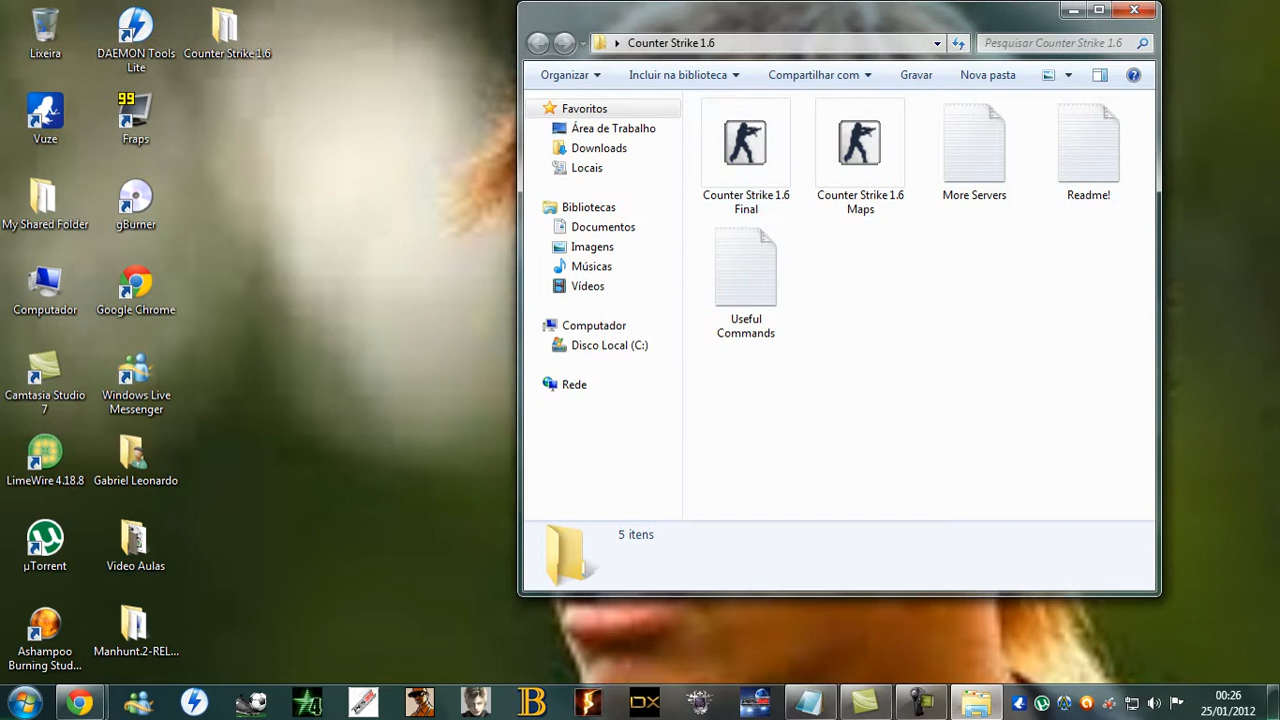 Lixeira
DAEMON Tools
Lite
Counter Strike 1.6
Vuze
99
Fraps
My Shared Folder
gBurner
Computador
Google Chrome
Camtasia Studio
7
Windows Live
Messenger
LimeWire 4.18.8
Gabriel Leonardo
µTorrent
Video Aulas
Ashampoo
Burning Stud...
Manhunt.2-REL...
Counter Strike 1.6
Pesquisar Counter Strike 1.6
Organizar
Incluir na biblioteca
Compartilhar com
Gravar
Nova pasta
Favoritos
Área de Trabalho
Downloads
Locais
Bibliotecas
Documentos
Imagens
Músicas
Vídeos
Computador
Disco Local (C:)
Rede
Counter Strike 1.6
Final
Counter Strike 1.6
Maps
More Servers
Readme!
Useful
Commands
5 itens
4
B
DX
00:26
25/01/2012